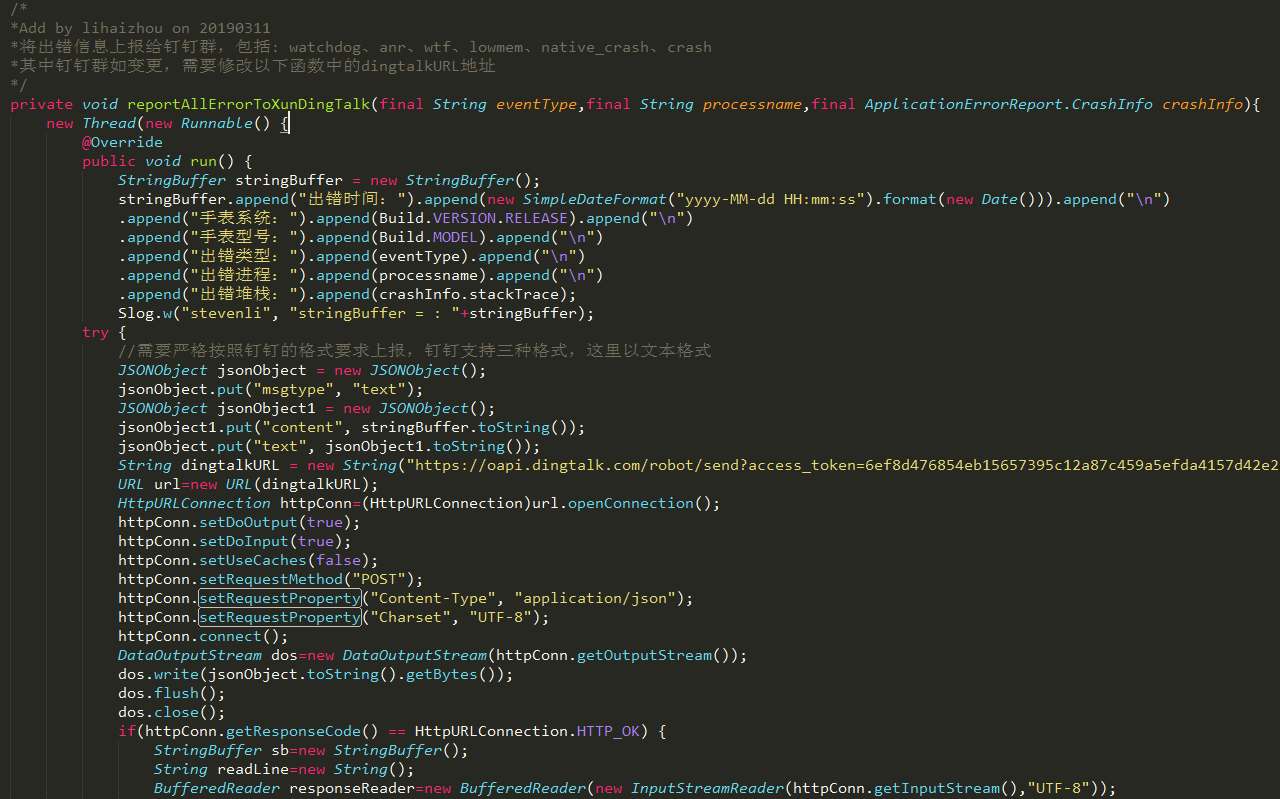 /*
*Add by lihaizhou on 20190311
*将出错信息上报给钉钉群，包括: watchdog、anr、wtf、lowmem、native_crash、crash
*其中钉钉群如变更，需要修改以下函数中的dingtalkURL地址
*/
private void reportAllErrorToXunDingTalk(final String eventType,final String processname,final ApplicationErrorReport.CrashInfo crashInfo){
new Thread(new Runnable() {
@Override
public void run() {
StringBuffer stringBuffer = new StringBuffer();
stringBuffer.append("出错时间：").append(new SimpleDateFormat("yyyy-MM-dd HH:mm:ss").format(new Date())).append("\n")
.append("手表系统：").append(Build.VERSION.RELEASE).append("\n")
.append("手表型号：").append(Build.MODEL).append("\n")
.append("出错类型：").append(eventType).append("\n")
.append("出错进程：").append(processname).append("\n")
.append("出错堆栈：").append(crashInfo.stackTrace);
Slog.w("stevenli", "stringBuffer = : "+stringBuffer);
try {
//需要严格按照钉钉的格式要求上报，钉钉支持三种格式，这里以文本格式
JSONObject jsonObject = new JSONObject();
jsonObject.put("msgtype", "text");
JSONObject jsonObject1 = new JSONObject();
jsonObject1.put("content", stringBuffer.toString());
jsonObject.put("text", jsonObject1.toString());
String dingtalkURL = new String("https://oapi.dingtalk.com/robot/send?access_token=6ef8d476854eb15657395c12a87c459a5efda4157d42e2
URL url=new URL(dingtalkURL);
HttpURLConnection httpConn=(HttpURLConnection)url.openConnection();
httpConn.setDoOutput(true);
httpConn.setDoInput(true);
httpConn.setUseCaches(false);
httpConn.setRequestMethod("POST");
httpConn.setRequestProperty("Content-Type", "application/json");
httpConn.setRequestProperty("Charset", "UTF-8");
httpConn.connect();
DataOutputStream dos=new DataOutputStream(httpConn.getOutputStream());
dos.write(jsonObject.toString().getBytes());
dos.flush();
dos.close();
if(httpConn.getResponseCode() == HttpURLConnection.HTTP_OK) {
StringBuffer sb=new StringBuffer();
String readLine=new String();
BufferedReader responseReader=new BufferedReader(new InputStreamReader(httpConn.getInputStream(),"UTF-8"));